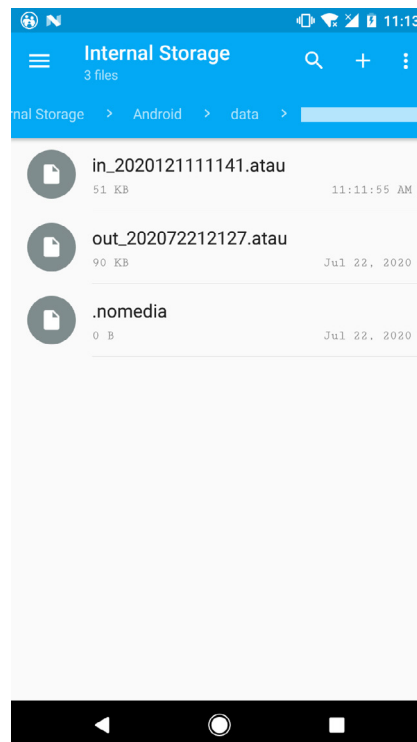 11:13
Internal Storage
3 files
nal Storage > Android > data >
in_2020121111141.atau
51 KB 11:11:55 AM
out_202072212127.atau
90 KB Jul 22, 2020
.nomedia
0 B Jul 22, 2020